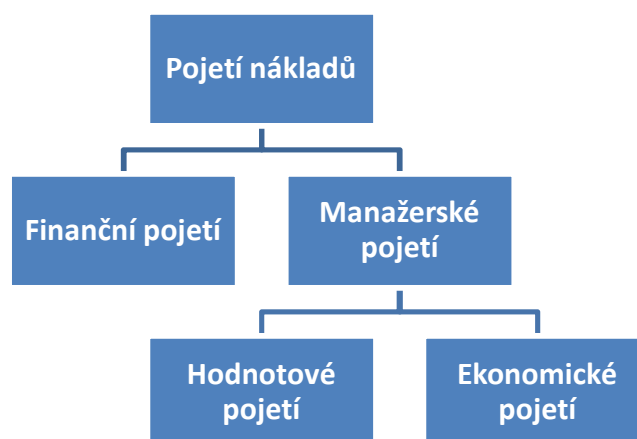 Pojetí nákladů
Finanční pojetí
Manažerské
pojetí
Hodnotové
pojetí
Ekonomické
pojetí